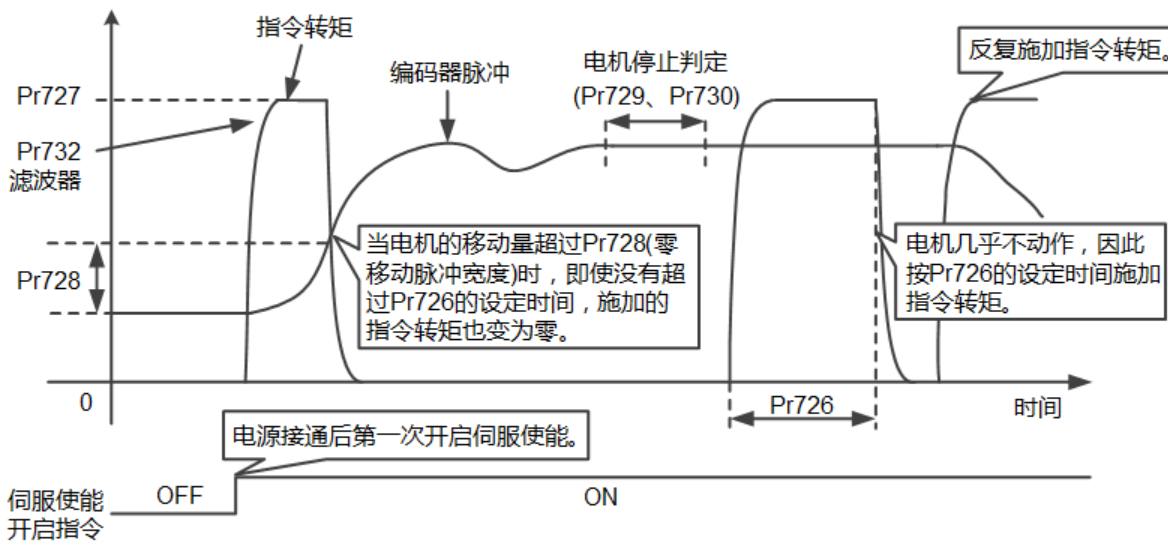 指令转矩
反复施加指令转矩。
编码器脉冲
电机停止判定
(Pr729、Pr730)
Pr727
Pr732
滤波器
Pr728
当电机的移动量超过Pr728(零
移动脉冲宽度)时，即使没有超
过Pr726的设定时间，施加的
指令转矩也变为零。
电机几乎不动作，因此
按Pr726的设定时间施加
指令转矩。
0
Pr726
时间
电源接通后第一次开启伺服使能。
伺服使能
开启指令
OFF
ON